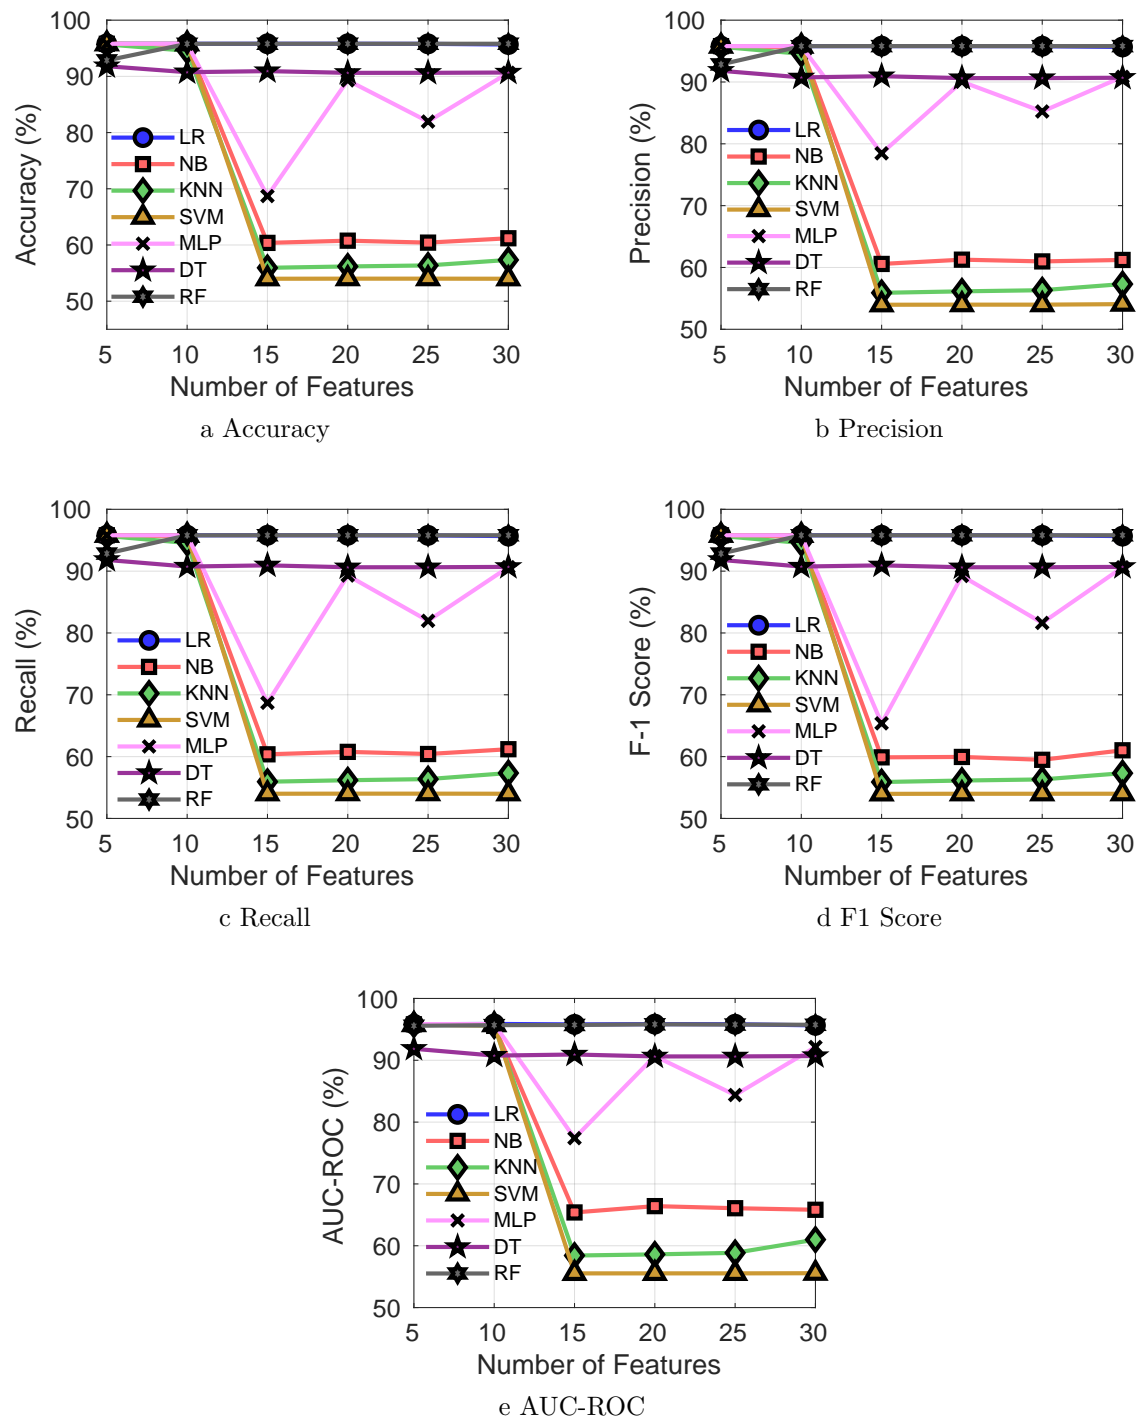 100
90
80
70
60
50
Accuracy (%)
LR
NB
KNN
SVM
MLP
DT
RF
5 10 15 20 25 30
Number of Features
a Accuracy
100
90
80
70
60
50
Precision (%)
LR
NB
KNN
SVM
MLP
DT
RF
5 10 15 20 25 30
Number of Features
b Precision
100
90
80
70
60
50
Recall (%)
LR
NB
KNN
SVM
MLP
DT
RF
5 10 15 20 25 30
Number of Features
c Recall
100
90
80
70
60
50
F-1 Score (%)
LR
NB
KNN
SVM
MLP
DT
RF
5 10 15 20 25 30
Number of Features
d F1 Score
100
90
80
70
60
50
AUC-ROC (%)
LR
NB
KNN
SVM
MLP
DT
RF
5 10 15 20 25 30
Number of Features
e AUC-ROC